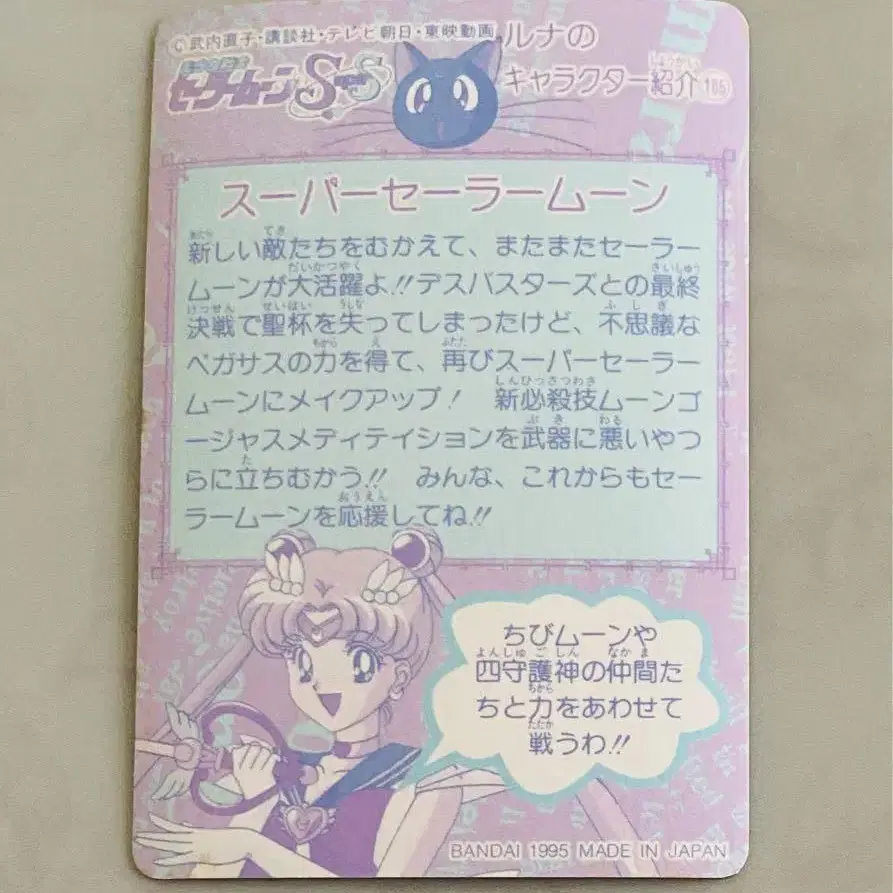 ©武内直子・講談社・テレビ朝日・東映動画
セーラームーンSuperS
ルナの
キャラクター紹介
スーパーセーラームーン
新しい敵たちをむかえて、またまたセーラー
ムーンが大活躍よ!!デスバスターズとの最終
決戦で聖杯を失ってしまったけど、不思議な
ペガサスの力を得て、再びスーパーセーラー
ムーンにメイクアップ! 新必殺技ムーンゴ
ージャスメディテイションを武器に悪いやつ
らに立ちむかう!! みんな、これからもセー
ラームーンを応援してね!!
ちびムーンや
四守護神の仲間た
ちと力をあわせて
戦うわ!!
BANDAI 1995 MADE IN JAPAN